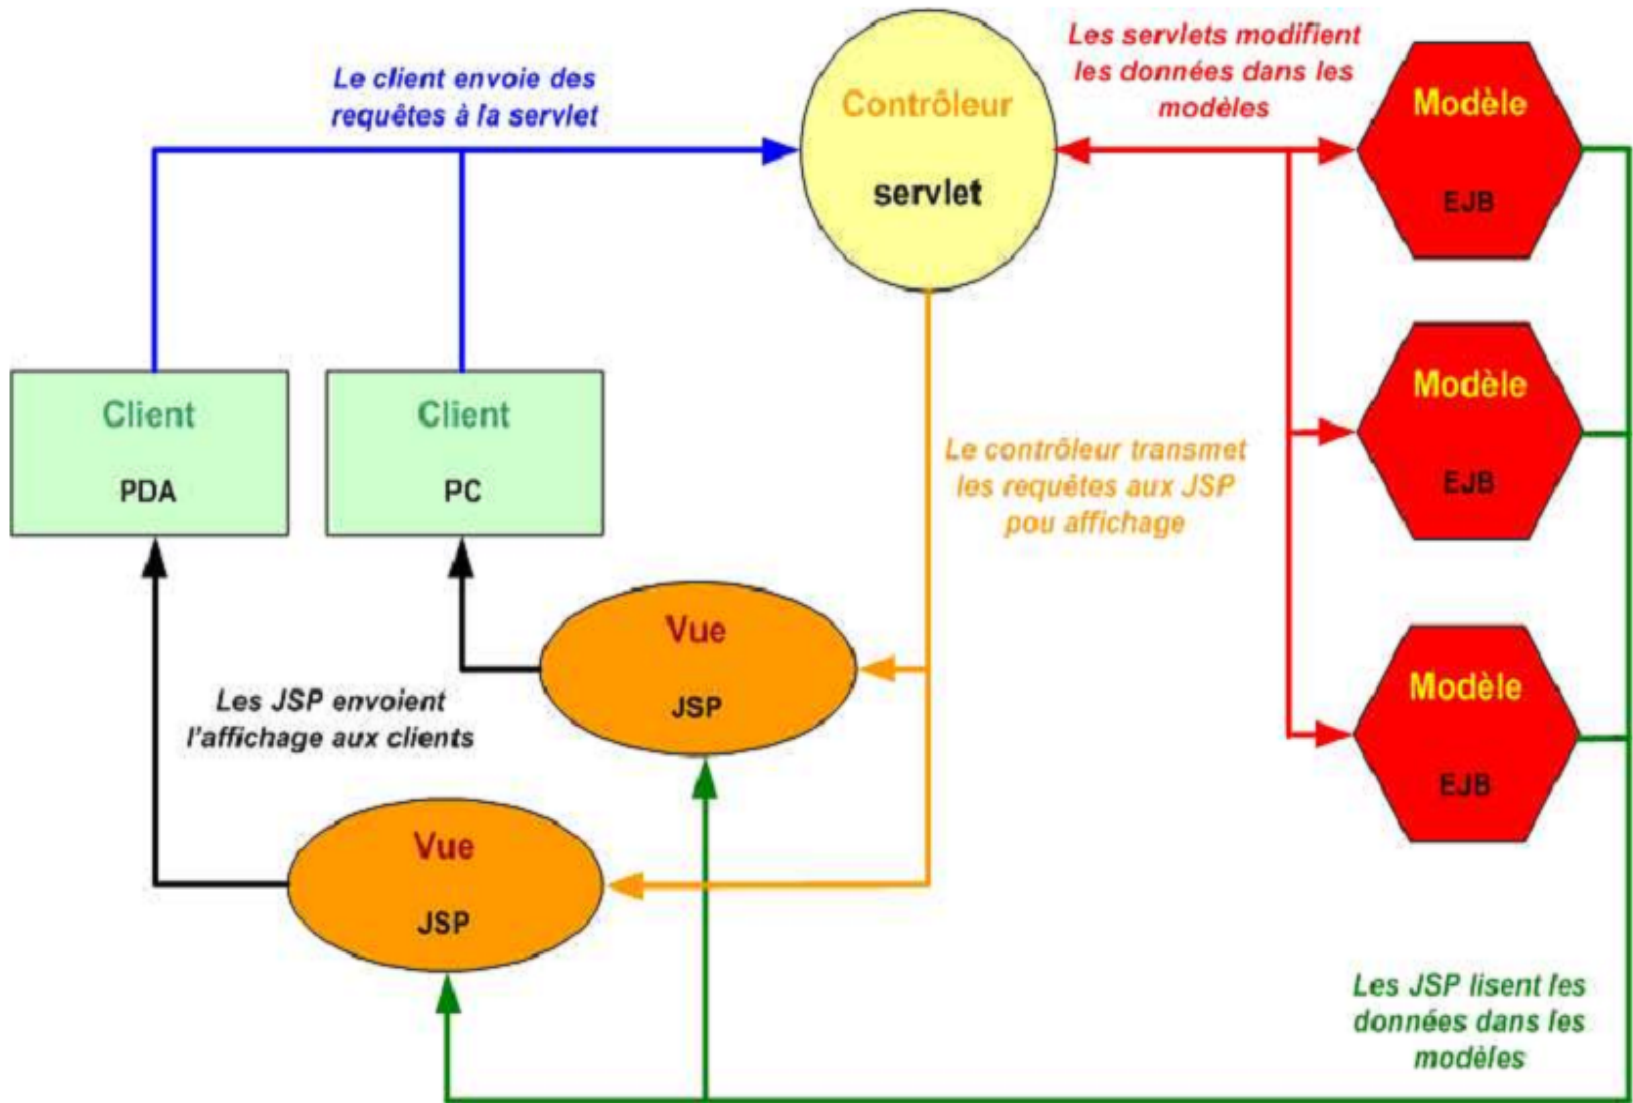 Le client envoie des
requêtes à la servlet
Contrôleur
servlet
Les servlets modifient
les données dans les
modèles
Modèle
EJB
Client
PDA
Client
PC
Le contrôleur transmet
les requêtes aux JSP
pou affichage
Modèle
EJB
Vue
JSP
Modèle
EJB
Les JSP envoient
l'affichage aux clients
Vue
JSP
Les JSP lisent les
données dans les
modèles